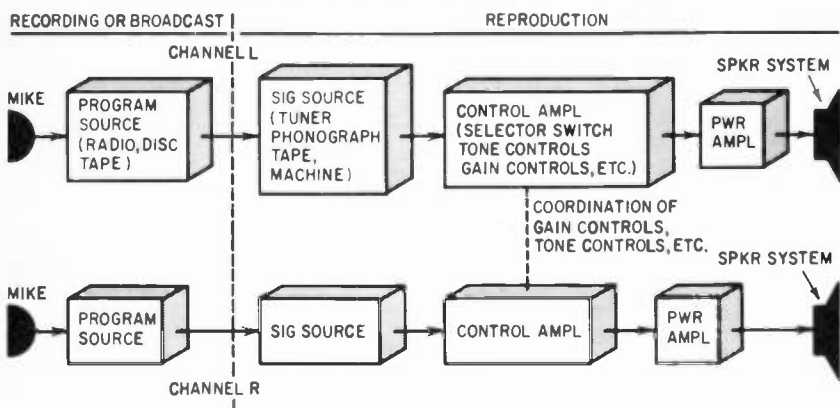 RECORDING OR BROADCAST
REPRODUCTION
CHANNEL L
SPKR SYSTEM
MIKE
PROGRAM
SOURCE
(RADIO, DISC
TAPE)
SIG SOURCE
(TUNER
PHONOGRAPH
TAPE,
MACHINE)
CONTROL AMPL
(SELECTOR SWITCH
TONE CONTROLS
GAIN CONTROLS, ETC.)
PWR
AMPL
COORDINATION OF
GAIN CONTROLS,
TONE CONTROLS, ETC.
SPKR SYSTEM
MIKE
PROGRAM
SOURCE
SIG SOURCE
CONTROL AMPL
PWR
AMPL
CHANNEL R